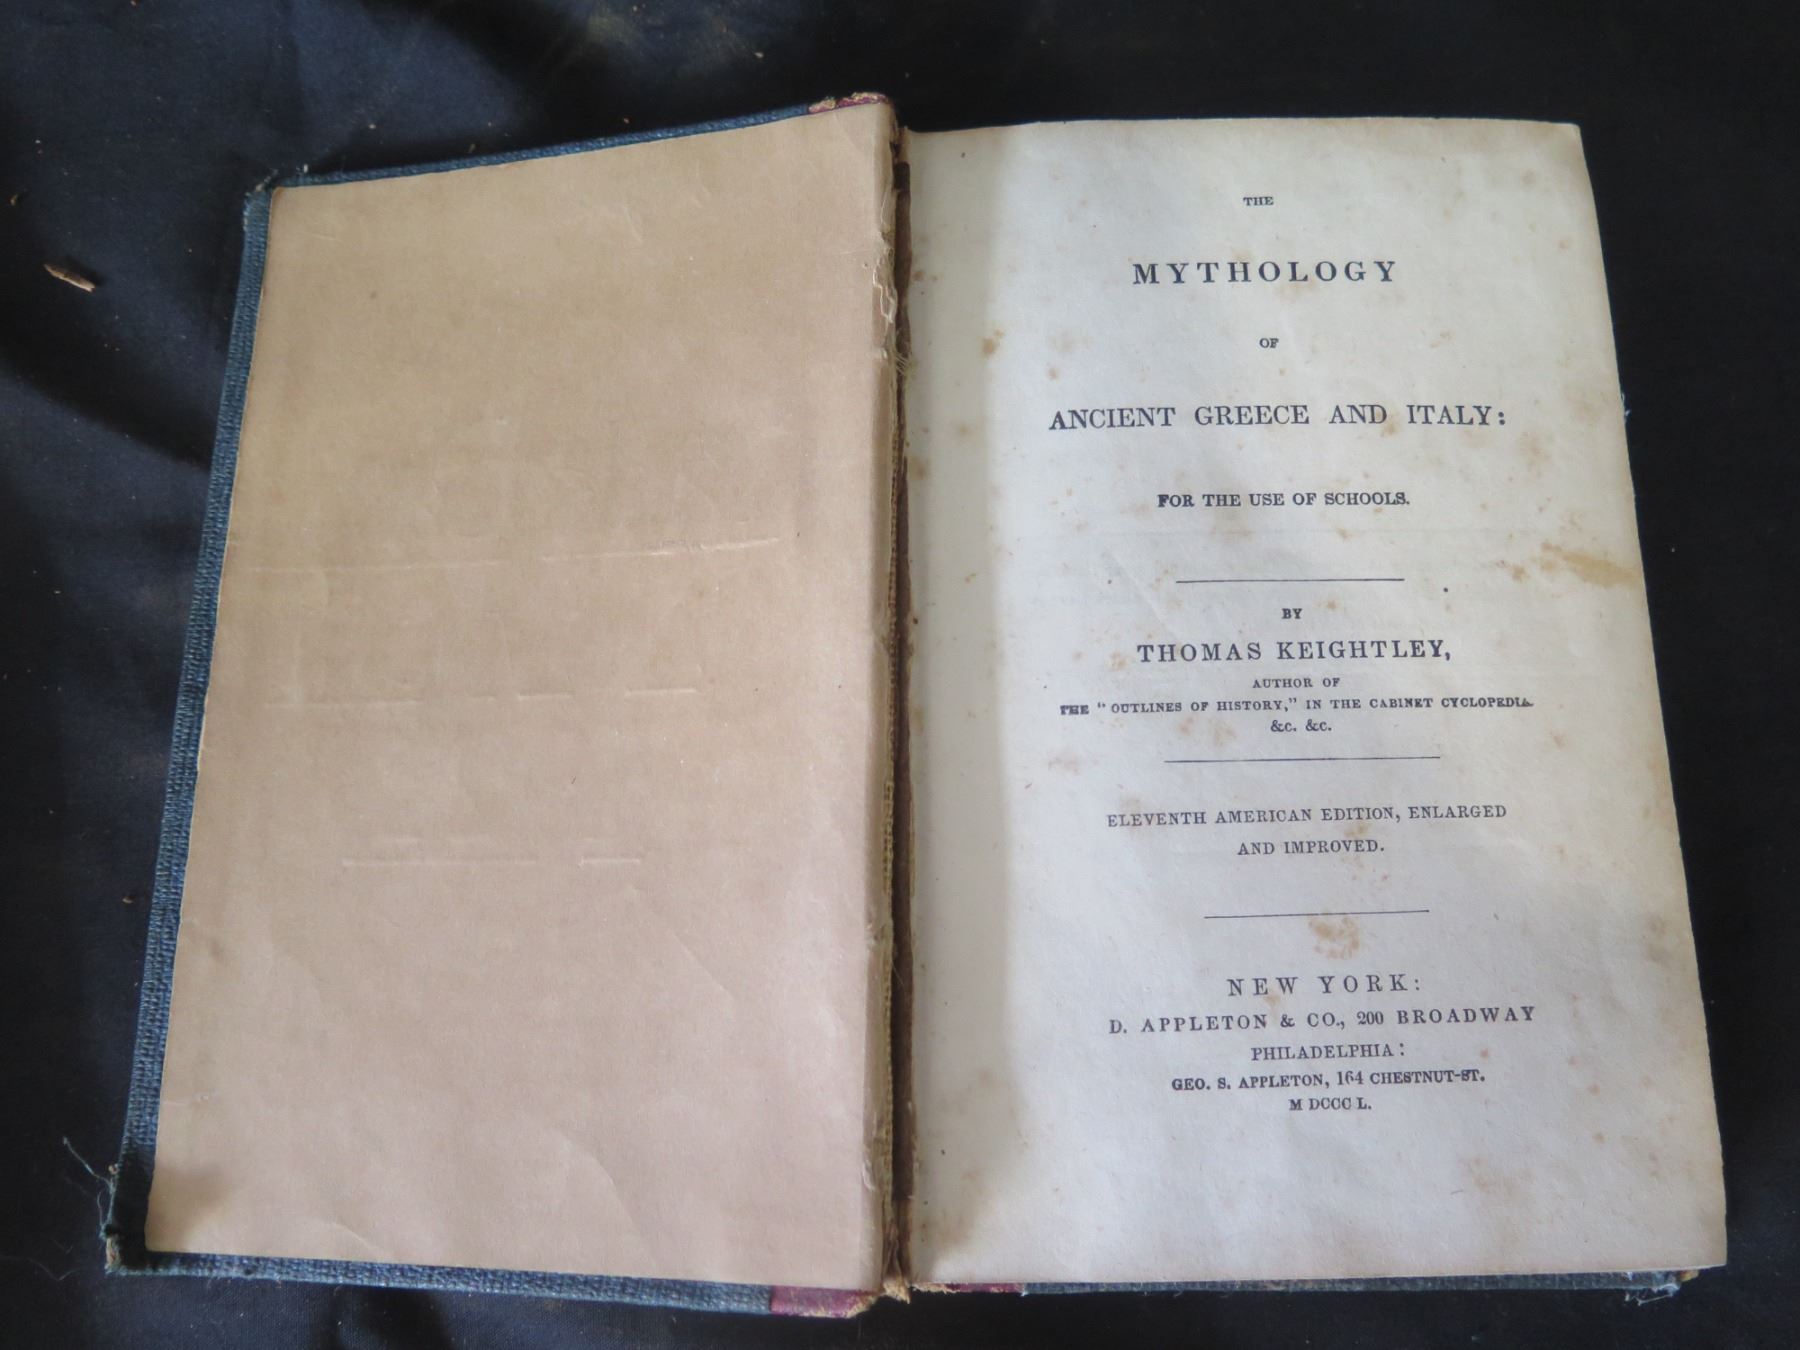 THE
MYTHOLOGY
OF
ANCIENT GREECE AND ITALY:
FOR THE USE OF SCHOOLS.
BY
THOMAS KEIGHTLEY,
AUTHOR OF
THE "OUTLINES OF HISTORY," IN THE CABINET CYCLOPEDIA.
&c. &c.
ELEVENTH AMERICAN EDITION, ENLARGED
AND IMPROVED.
NEW YORK:
D. APPLETON & CO., 200 BROADWAY
PHILADELPHIA:
GEO. S. APPLETON, 164 CHESTNUT-ST.
M DCCC L.